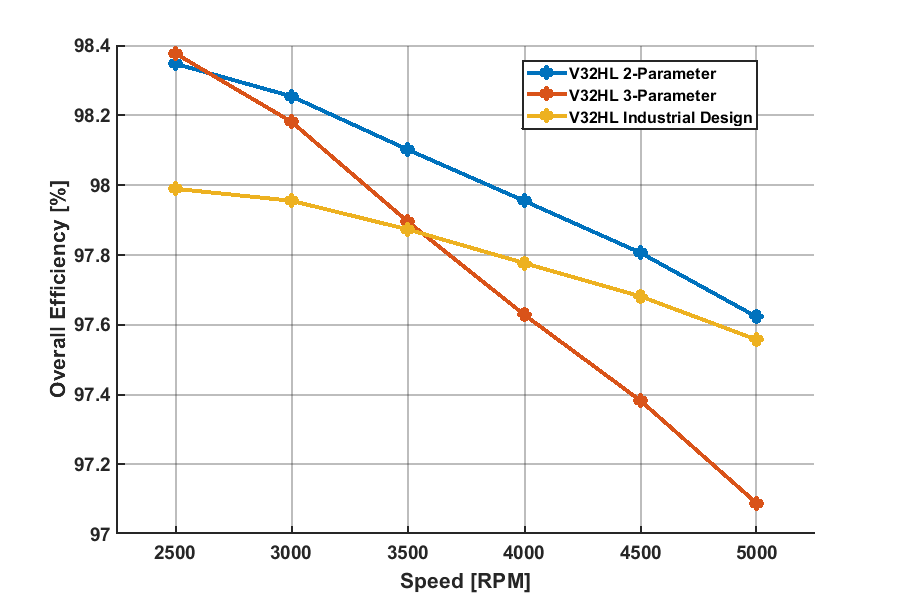 98.4
98.2
98
97.8
97.6
97.4
97.2
97
Overall Efficiency [%]
V32HL 2-Parameter
V32HL 3-Parameter
V32HL Industrial Design
2500 3000 3500 4000 4500 5000
Speed [RPM]